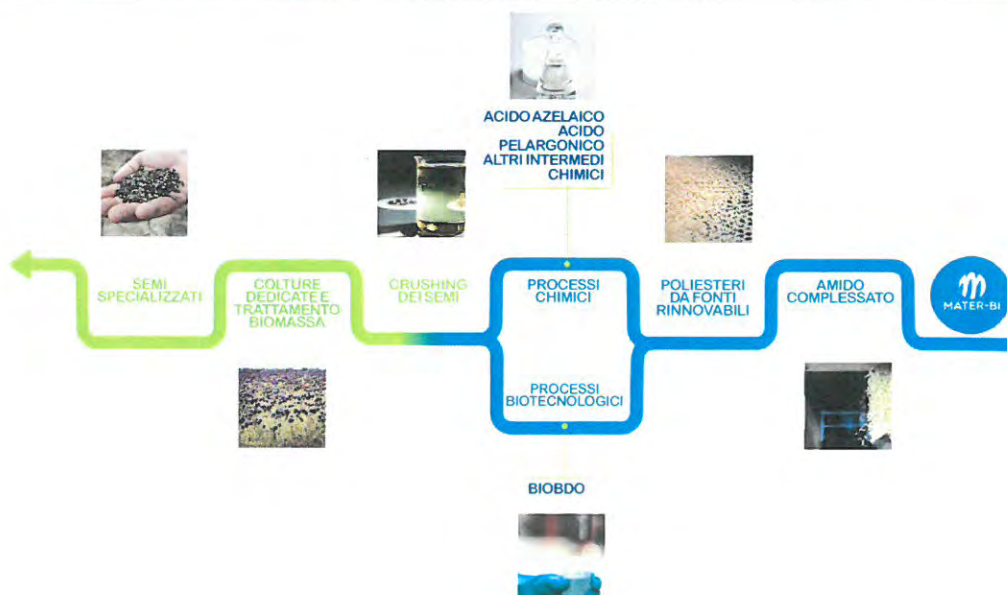 ACIDO AZELAICO
ACIDO
PELARGONICO
ALTRI INTERMEDI
CHIMICI
SEMI
SPECIALIZZATI
COLTURE
DEDICATE E
TRATTAMENTO
BIOMASSA
CRUSHING
DEI SEMI
PROCESSI
CHIMICI
POLIESTERI
DA FONTI
RINNOVABILI
AMIDO
COMPLESSATO
MATER-BI
PROCESSI
BIOTECNOLOGICI
BIOBDO